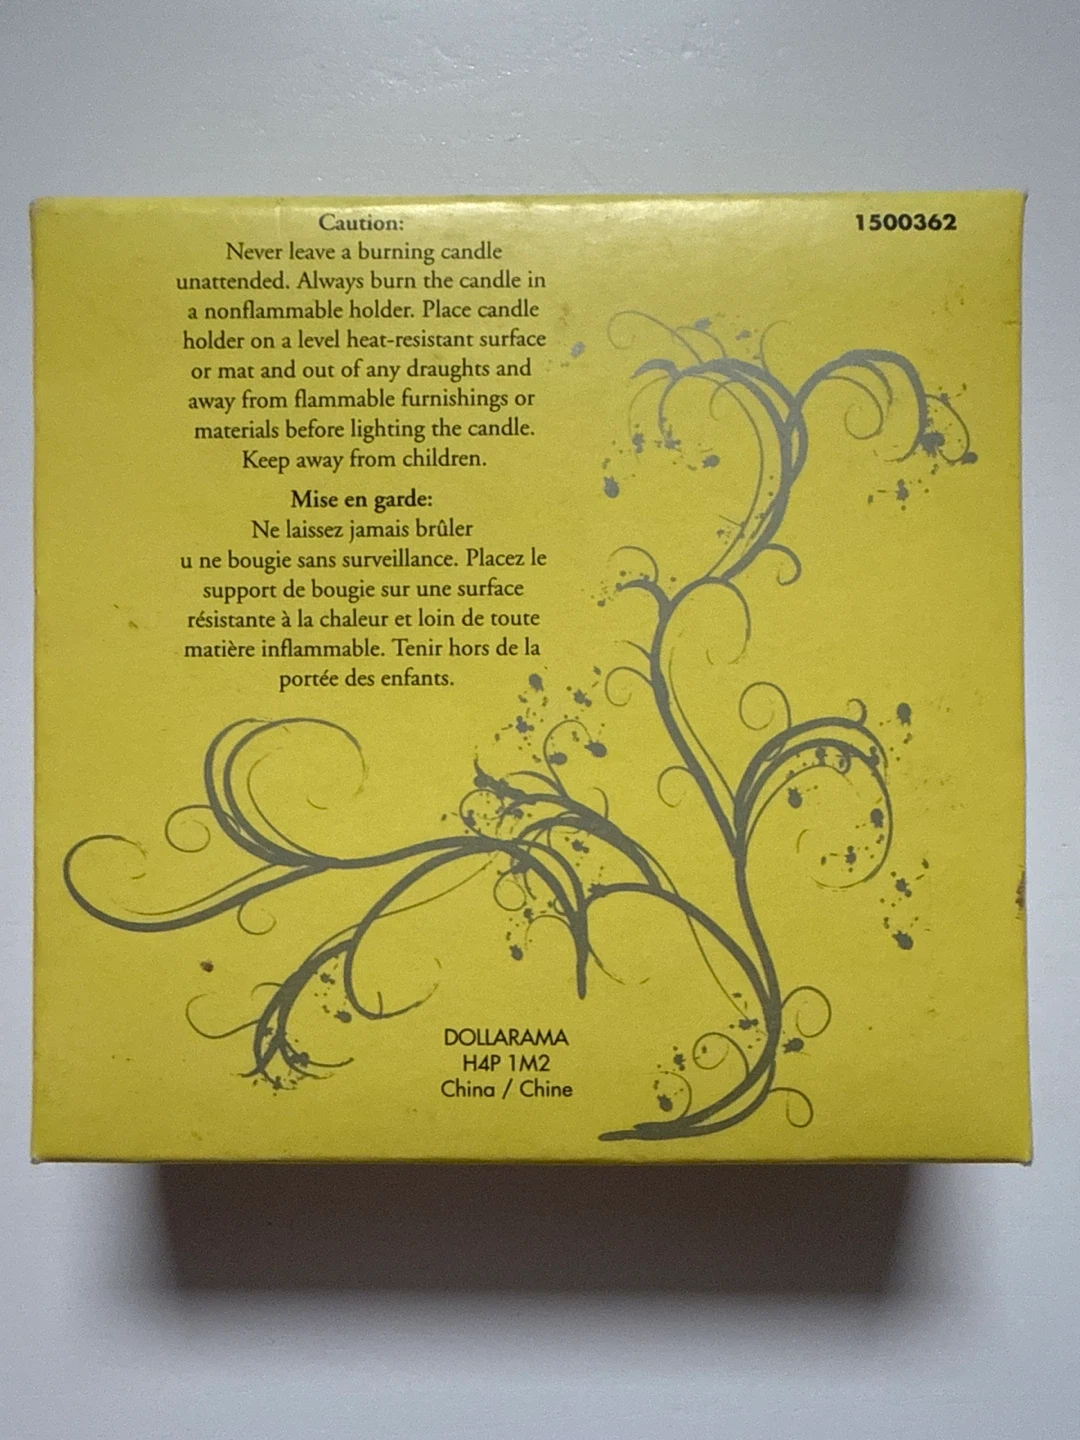 Caution:
Never leave a burning candle
unattended. Always burn the candle in
a nonflammable holder. Place candle
holder on a level heat-resistant surface
or mat and out of any draughts and
away from flammable furnishings or
materials before lighting the candle.
Keep away from children.
Mise en garde:
Ne laissez jamais brûler
u ne bougie sans surveillance. Placez le
support de bougie sur une surface
résistante à la chaleur et loin de toute
matière inflammable. Tenir hors de la
portée des enfants.
1500362
DOLLARAMA
H4P 1M2
China / Chine